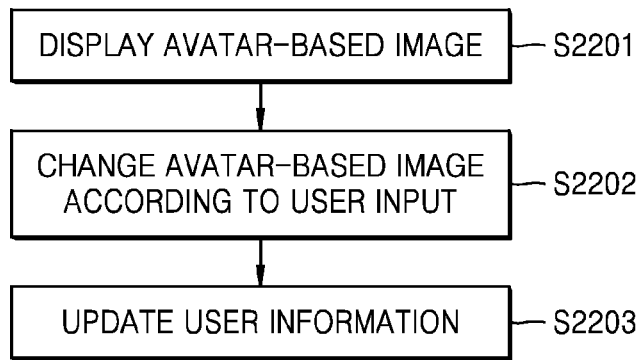 DISPLAY AVATAR-BASED IMAGE
S2201
CHANGE AVATAR-BASED IMAGE
ACCORDING TO USER INPUT
S2202
UPDATE USER INFORMATION
S2203